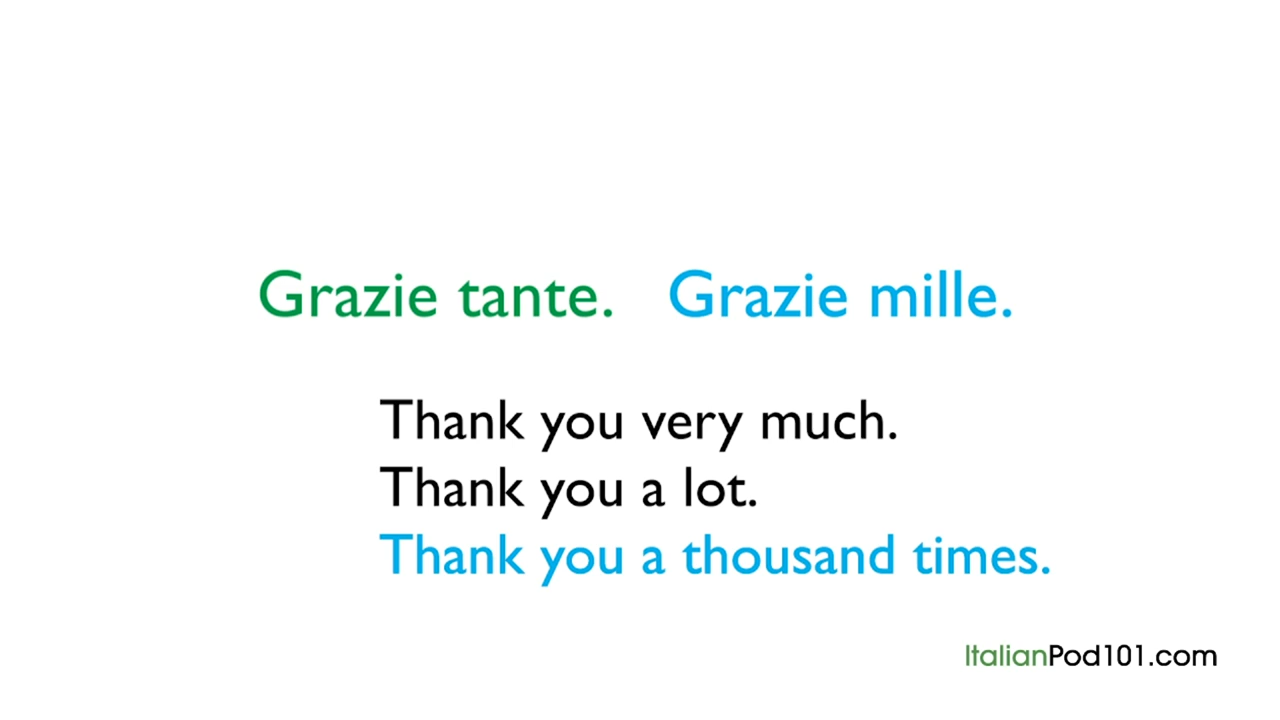 Grazie tante. Grazie mille.
Thank you very much.
Thank you a lot.
Thank you a thousand times.
ItalianPod101.com